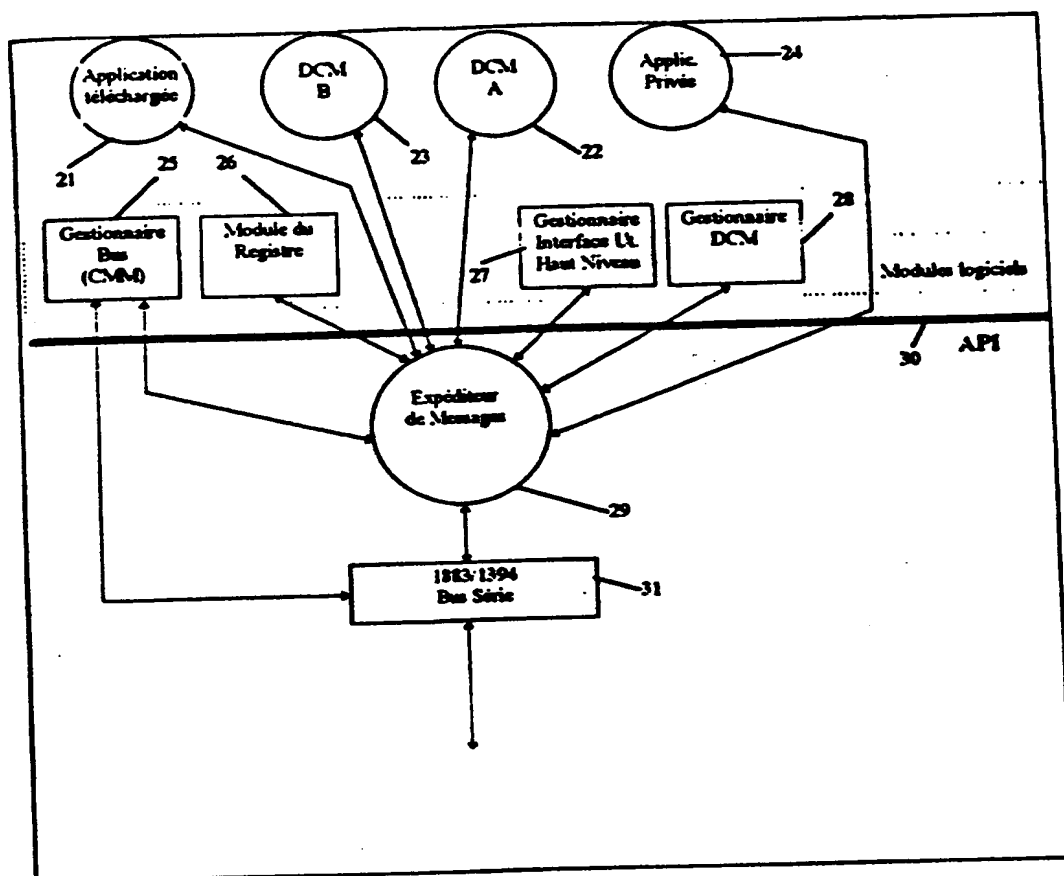 Application
téléchargée
DCM
B
DCM
A
Applic.
Privée
24
21
25
26
23
22
28
Gestionnaire
Bus
(CMM)
Module du
Registre
27
Gestionnaire
Interface Ut.
Haut Niveau
Gestionnaire
DCM
Modules logiciels
30
API
Expéditeur
de Messages
29
1883/1394
Bus Série
31